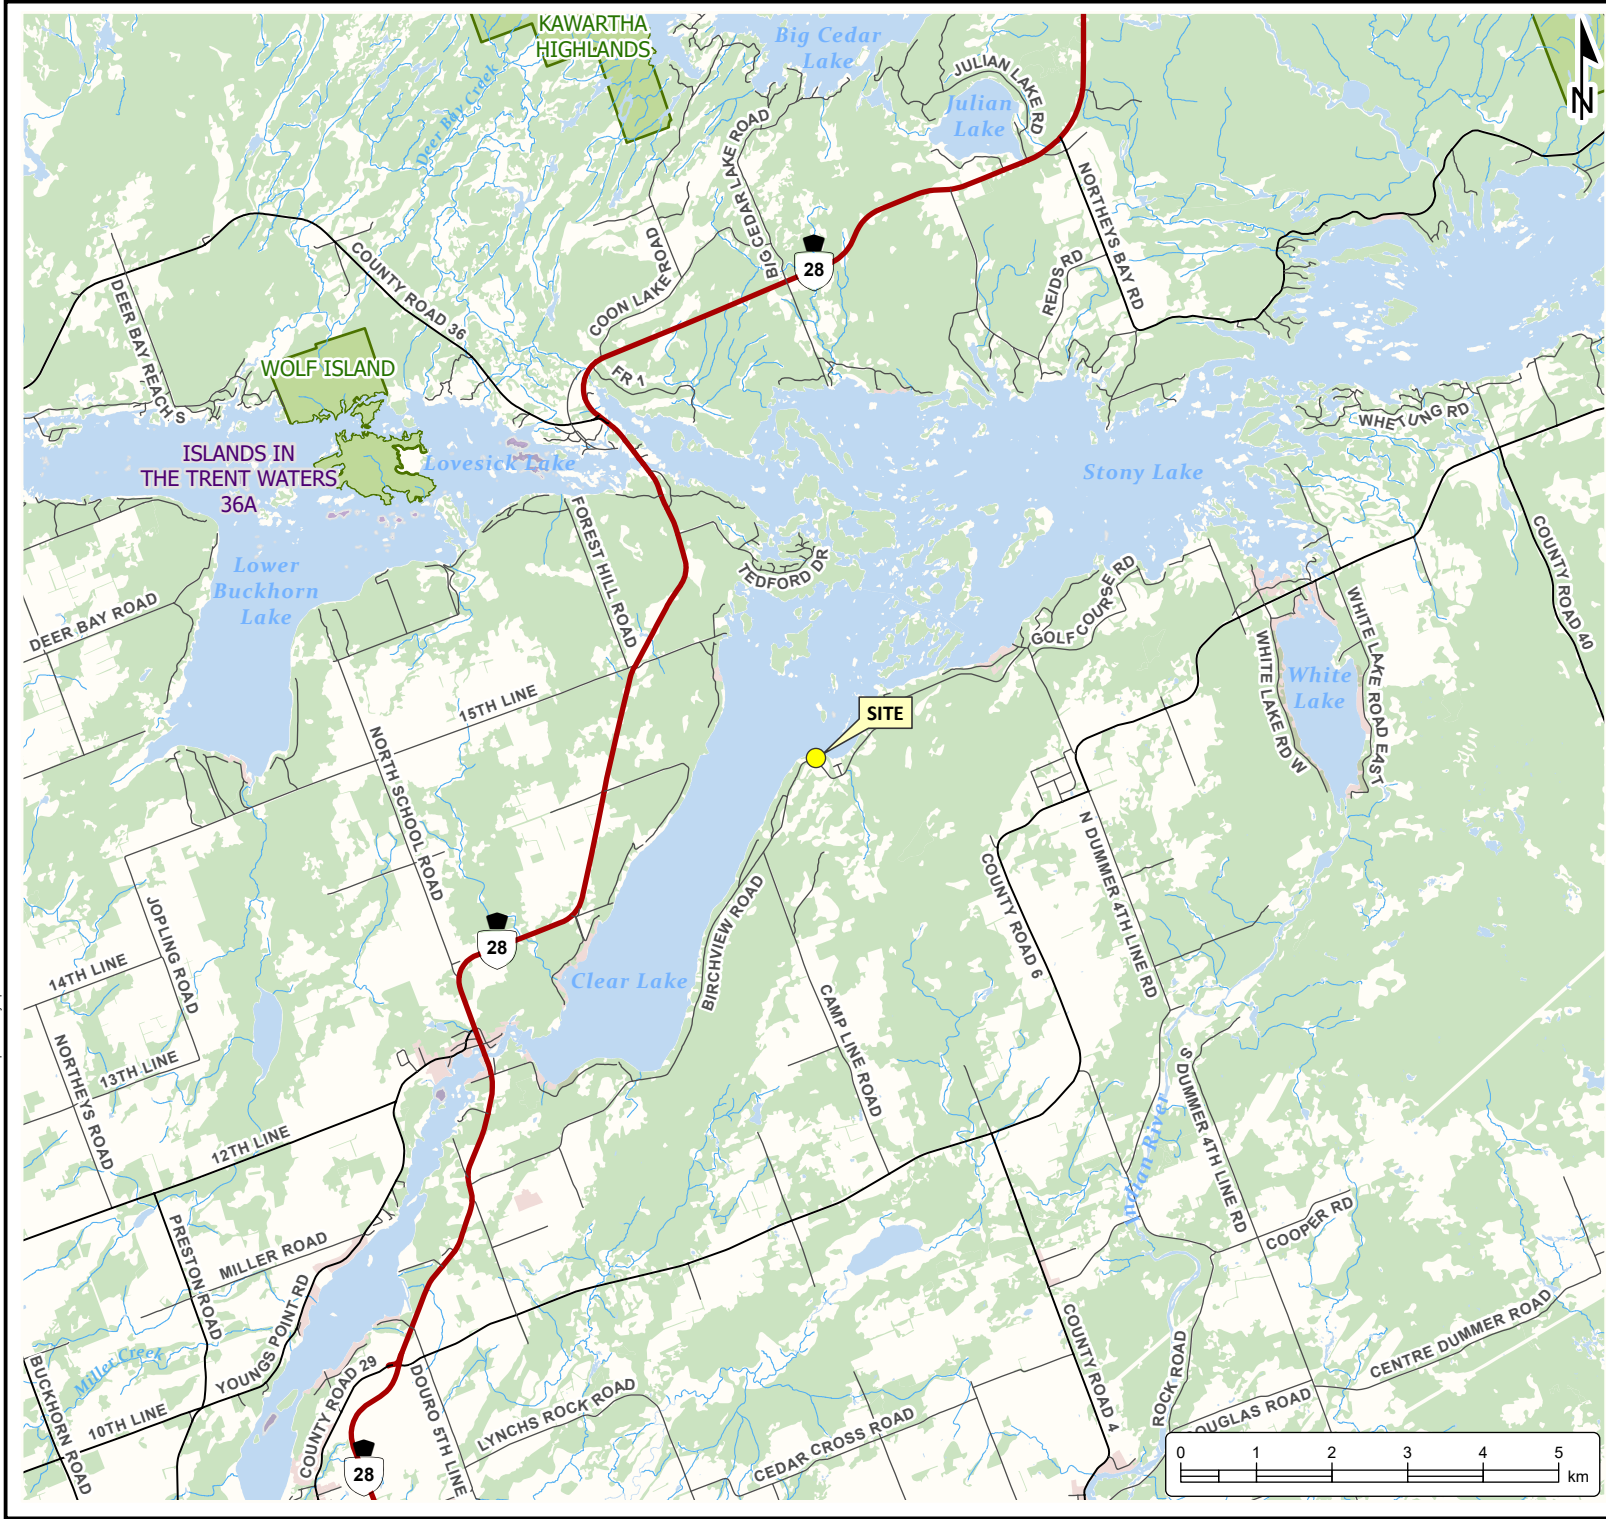 KAWARTHA
HIGHLANDS
Big Cedar
Lake
JULIAN LAKE RD
Julian
Lake
N
Deer Bay Creek
BIG CEDAR LAKE ROAD
NORTHEYS BAY RD
COUNTY ROAD 36
COON LAKE ROAD
28
REIDS RD
DEER BAY REACH S
WOLF ISLAND
FR 1
WHETUNG RD
ISLANDS IN
THE TRENT WATERS
36A
Lovesick Lake
Stony Lake
FOREST HILL ROAD
COUNTY ROAD 40
Lower
Buckhorn
Lake
TEDFORD DR
GOLF COURSE RD
DEER BAY ROAD
WHITE LAKE RD W
White
Lake
WHITE LAKE ROAD EAST
15TH LINE
SITE
NORTH SCHOOL ROAD
N DUMMER 4TH LINE RD
COUNTY ROAD 6
BIRCHVIEW ROAD
JOPLING ROAD
28
14TH LINE
Clear Lake
CAMP LINE ROAD
NORTHEYS ROAD
13TH LINE
S DUMMER 4TH LINE RD
Indian River
12TH LINE
PRESTON ROAD
MILLER ROAD
COOPER RD
YOUNGS POINT RD
COUNTY ROAD 4
ROCK ROAD
CENTRE DUMMER ROAD
Miller Creek
BUCKHORN ROAD
COUNTY ROAD 29
DOURO 5TH LINE
LYNCHS ROCK ROAD
10TH LINE
CEDAR CROSS ROAD
OUGLAS ROAD
28
0 1 2 3 4 5
km